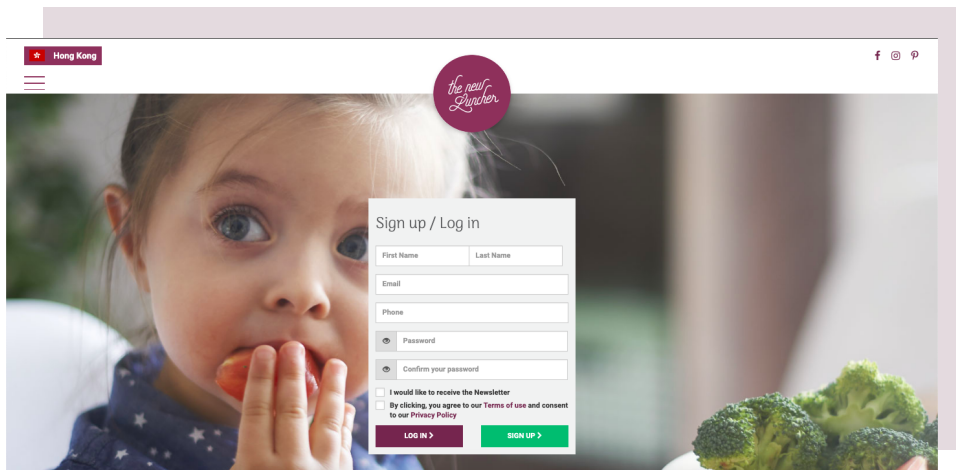 Hong Kong
the new
Luncher
Sign up / Log in
First Name
Last Name
Email
Phone
Password
Confirm your password
I would like to receive the Newsletter
By clicking, you agree to our Terms of use and consent
to our Privacy Policy
LOG IN
SIGN UP